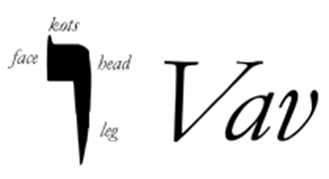 kots
face
ו
head
leg
Vav